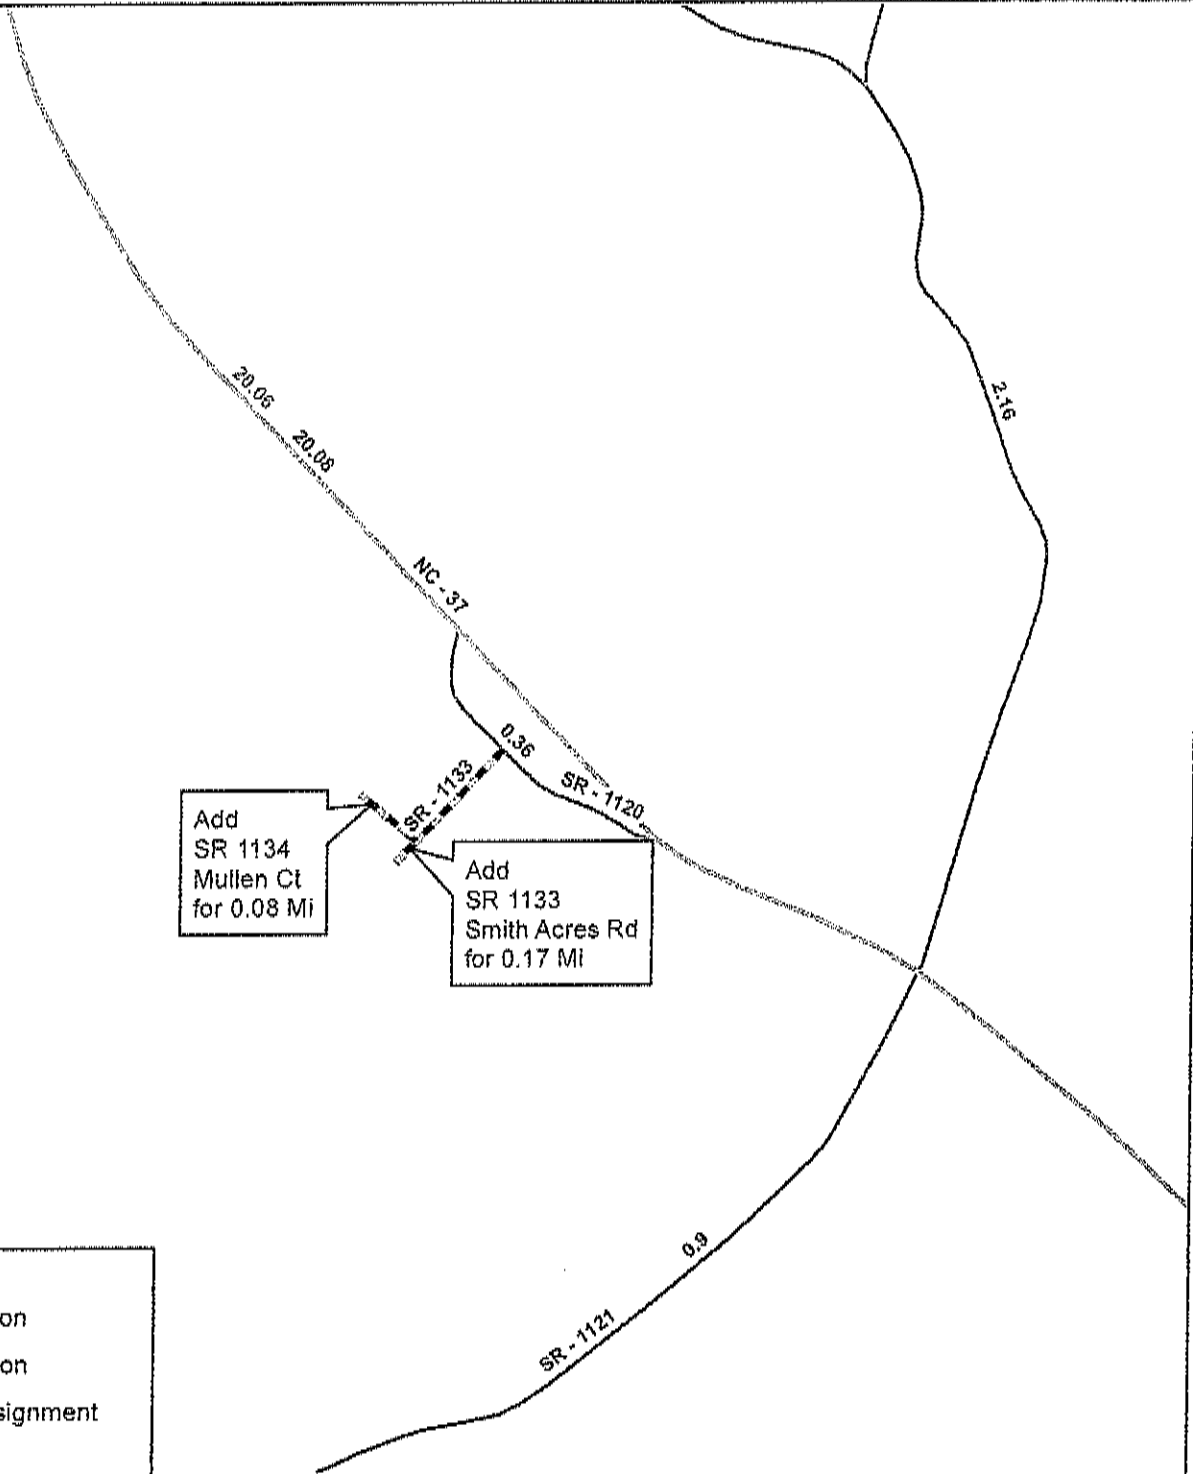 2.16
20.06
20.08
NC - 37
0.36
SR - 1133
SR - 1120
Add
SR 1134
Mullen Ct
for 0.08 Mi
Add
SR 1133
Smith Acres Rd
for 0.17 Mi
0.9
SR - 1121
on
on
signment